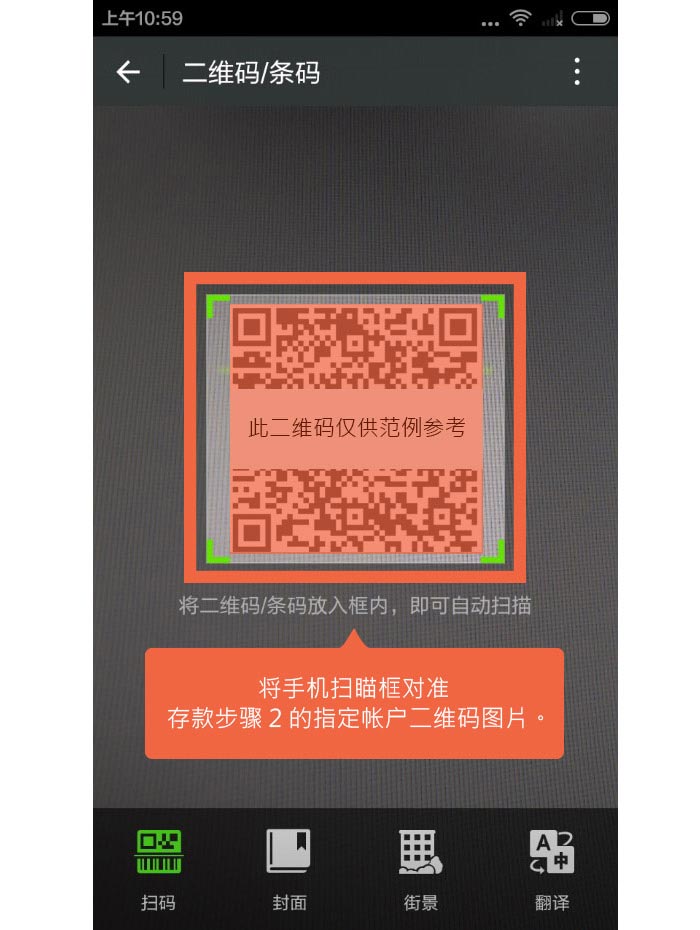 上午10:59
二维码/条码
此二维码仅供范例参考
将二维码/条码放入框内，即可自动扫描
将手机扫瞄框对准
存款步骤 2 的指定帐户二维码图片。
扫码
封面
街景
A
中
翻译